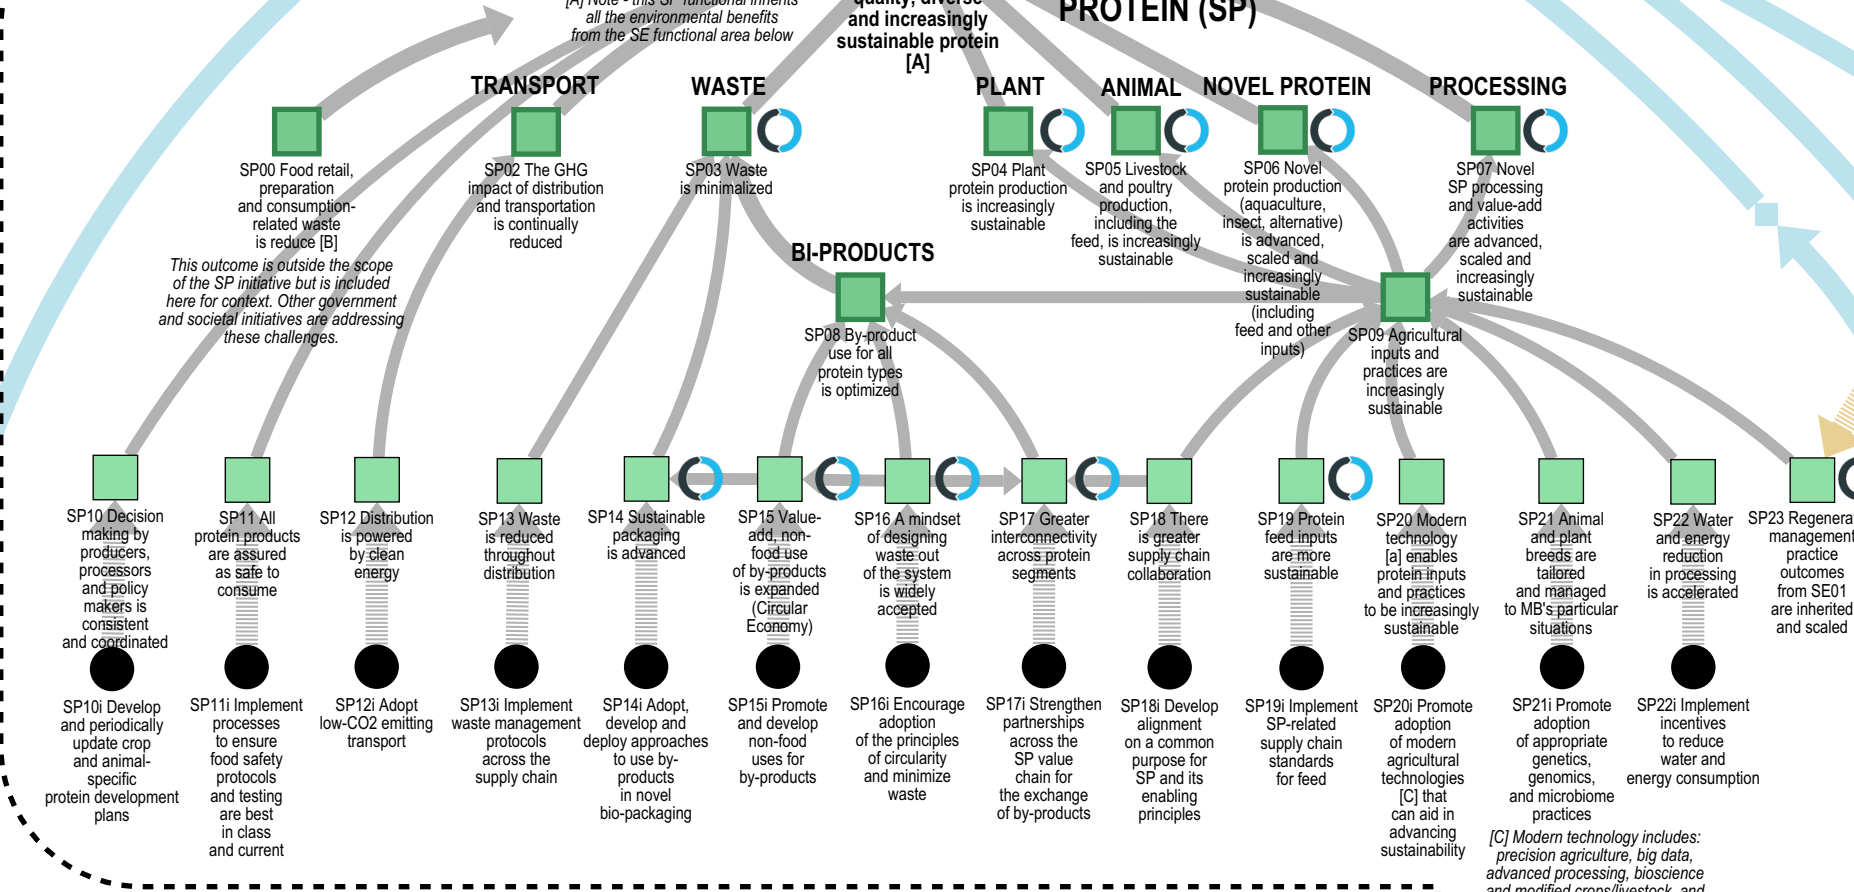 [A] Note - this SP functional inherits
all the environmental benefits
from the SE functional area below
quality, diverse
and increasingly
sustainable protein
[A]
PROTEIN (SP)
TRANSPORT
WASTE
PLANT
ANIMAL
NOVEL PROTEIN
PROCESSING
SP00 Food retail,
preparation
and consumption-
related waste
is reduce [B]
This outcome is outside the scope
of the SP initiative but is included
here for context. Other government
and societal initiatives are addressing
these challenges.
SP02 The GHG
impact of distribution
and transportation
is continually
reduced
SP03 Waste
is minimalized
SP04 Plant
protein production
is increasingly
sustainable
SP05 Livestock
and poultry
production,
including the
feed, is increasingly
sustainable
SP06 Novel
protein production
(aquaculture,
insect, alternative)
is advanced,
scaled and
increasingly
sustainable
(including
feed and other
inputs)
SP07 Novel
SP processing
and value-add
activities
are advanced,
scaled and
increasingly
sustainable
BI-PRODUCTS
SP08 By-product
use for all
protein types
is optimized
SP09 Agricultural
inputs and
practices are
increasingly
sustainable
SP10 Decision
making by
producers,
processors
and policy
makers is
consistent
and coordinated
SP11 All
protein products
are assured
as safe to
consume
SP12 Distribution
is powered
by clean
energy
SP13 Waste
is reduced
throughout
distribution
SP14 Sustainable
packaging
is advanced
SP15 Value-
add, non-
food use
of by-products
is expanded
(Circular
Economy)
SP16 A mindset
of designing
waste out
of the system
is widely
accepted
SP17 Greater
interconnectivity
across protein
segments
SP18 There
is greater
supply chain
collaboration
SP19 Protein
feed inputs
are more
sustainable
SP20 Modern
technology
[a] enables
protein inputs
and practices
to be increasingly
sustainable
SP21 Animal
and plant
breeds are
tailored
and managed
to MB's particular
situations
SP22 Water
and energy
reduction
in processing
is accelerated
SP23 Regenerat
management
practice
outcomes
from SE01
are inherited
and scaled
SP10i Develop
and periodically
update crop
and animal-
specific
protein development
plans
SP11i Implement
processes
to ensure
food safety
protocols
and testing
are best
in class
and current
SP12i Adopt
low-CO2 emitting
transport
SP13i Implement
waste management
protocols
across the
supply chain
SP14i Adopt,
develop and
deploy approaches
to use by-
products
in novel
bio-packaging
SP15i Promote
and develop
non-food
uses for
by-products
SP16i Encourage
adoption
of the principles
of circularity
and minimize
waste
SP17i Strengthen
partnerships
across the
SP value
chain for
the exchange
of by-products
SP18i Develop
alignment
on a common
purpose for
SP and its
enabling
principles
SP19i Implement
SP-related
supply chain
standards
for feed
SP20i Promote
adoption
of modern
agricultural
technologies
[C] that
can aid in
advancing
sustainability
SP21i Promote
adoption
of appropriate
genetics,
genomics,
and microbiome
practices
SP22i Implement
incentives
to reduce
water and
energy consumption
[C] Modern technology includes:
precision agriculture, big data,
advanced processing, bioscience
and modified crops/livestock, and